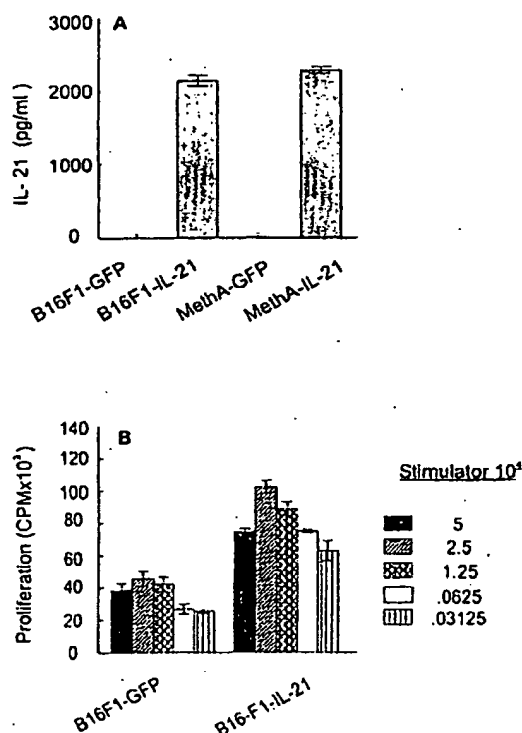 A
IL- 21 (pg/ml)
3000
2000
1000
0
B16F1-GFP
B16F1-IL-21
MethA-GFP
MethA-IL-21
B
Proliferation (CPMx10³)
140
120
100
80
60
40
20
0
B16F1-GFP
B16-F1-IL-21
Stimulator 10⁴
5
2.5
1.25
.0625
.03125